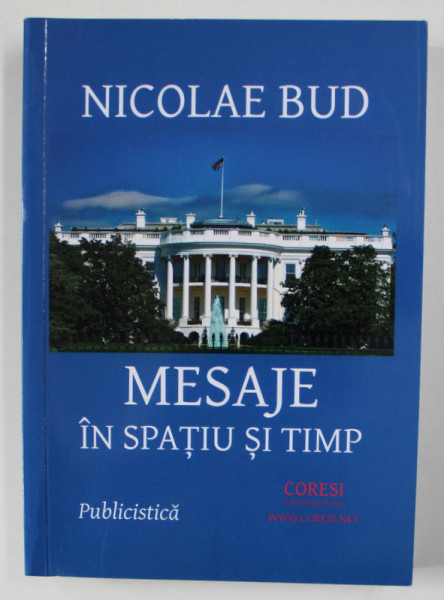 NICOLAE BUD
MESAJE
ÎN SPAȚIU ȘI TIMP
CORESI
Publicistică
WWW.CORESI.NET